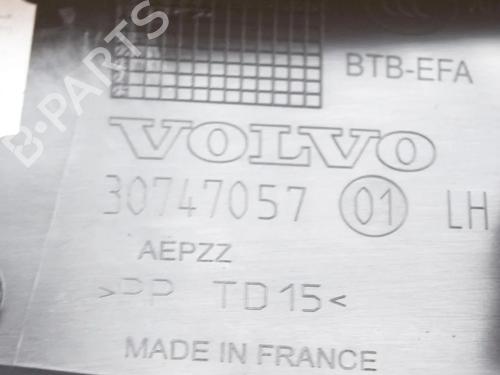 BTB-EFA
VOLVO
30747057 01 LH
AEPZZ
>PP TD15<
MADE IN FRANCE
B-PARTS